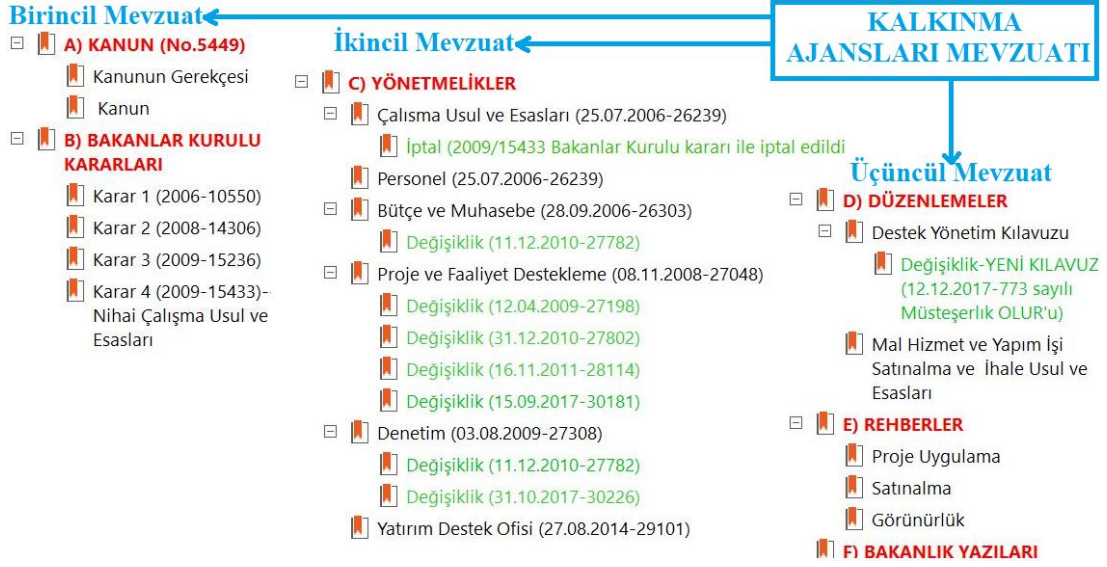 KALKINMA
AJANSLARI MEVZUATI
Birincil Mevzuat
A) KANUN (No.5449)
Kanunun Gerekçesi
Kanun
B) BAKANLAR KURULU
KARARLARI
Karar 1 (2006-10550)
Karar 2 (2008-14306)
Karar 3 (2009-15236)
Karar 4 (2009-15433)-
Nihai Çalışma Usul ve
Esasları
İkincil Mevzuat
C) YÖNETMELİKLER
Çalısma Usul ve Esasları (25.07.2006-26239)
İptal (2009/15433 Bakanlar Kurulu kararı ile iptal edildi
Personel (25.07.2006-26239)
Bütçe ve Muhasebe (28.09.2006-26303)
Değişiklik (11.12.2010-27782)
Proje ve Faaliyet Destekleme (08.11.2008-27048)
Değişiklik (12.04.2009-27198)
Değişiklik (31.12.2010-27802)
Değişiklik (16.11.2011-28114)
Değişiklik (15.09.2017-30181)
Denetim (03.08.2009-27308)
Değişiklik (11.12.2010-27782)
Değişiklik (31.10.2017-30226)
Yatırım Destek Ofisi (27.08.2014-29101)
Üçüncül Mevzuat
D) DÜZENLEMELER
Destek Yönetim Kılavuzu
Değişiklik-YENİ KILAVUZ
(12.12.2017-773 sayılı
Müsteşerlık OLUR'u)
Mal Hizmet ve Yapım İşi
Satınalma ve İhale Usul ve
Esasları
E) REHBERLER
Proje Uygulama
Satınalma
Görünürlük
F) BAKANLIK YAZILARI